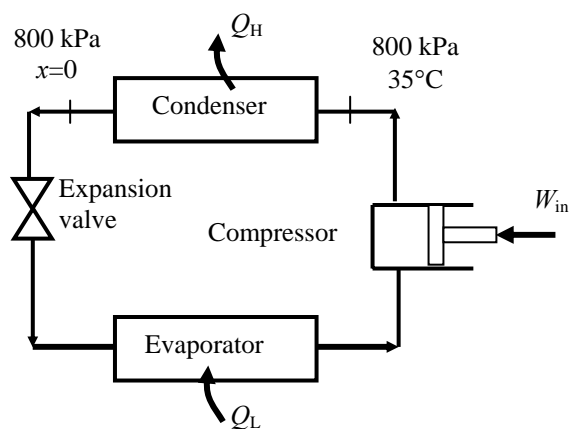 Q_H
800 kPa
x=0
800 kPa
35°C
Condenser
Expansion
valve
Compressor
W_in
Evaporator
Q_L